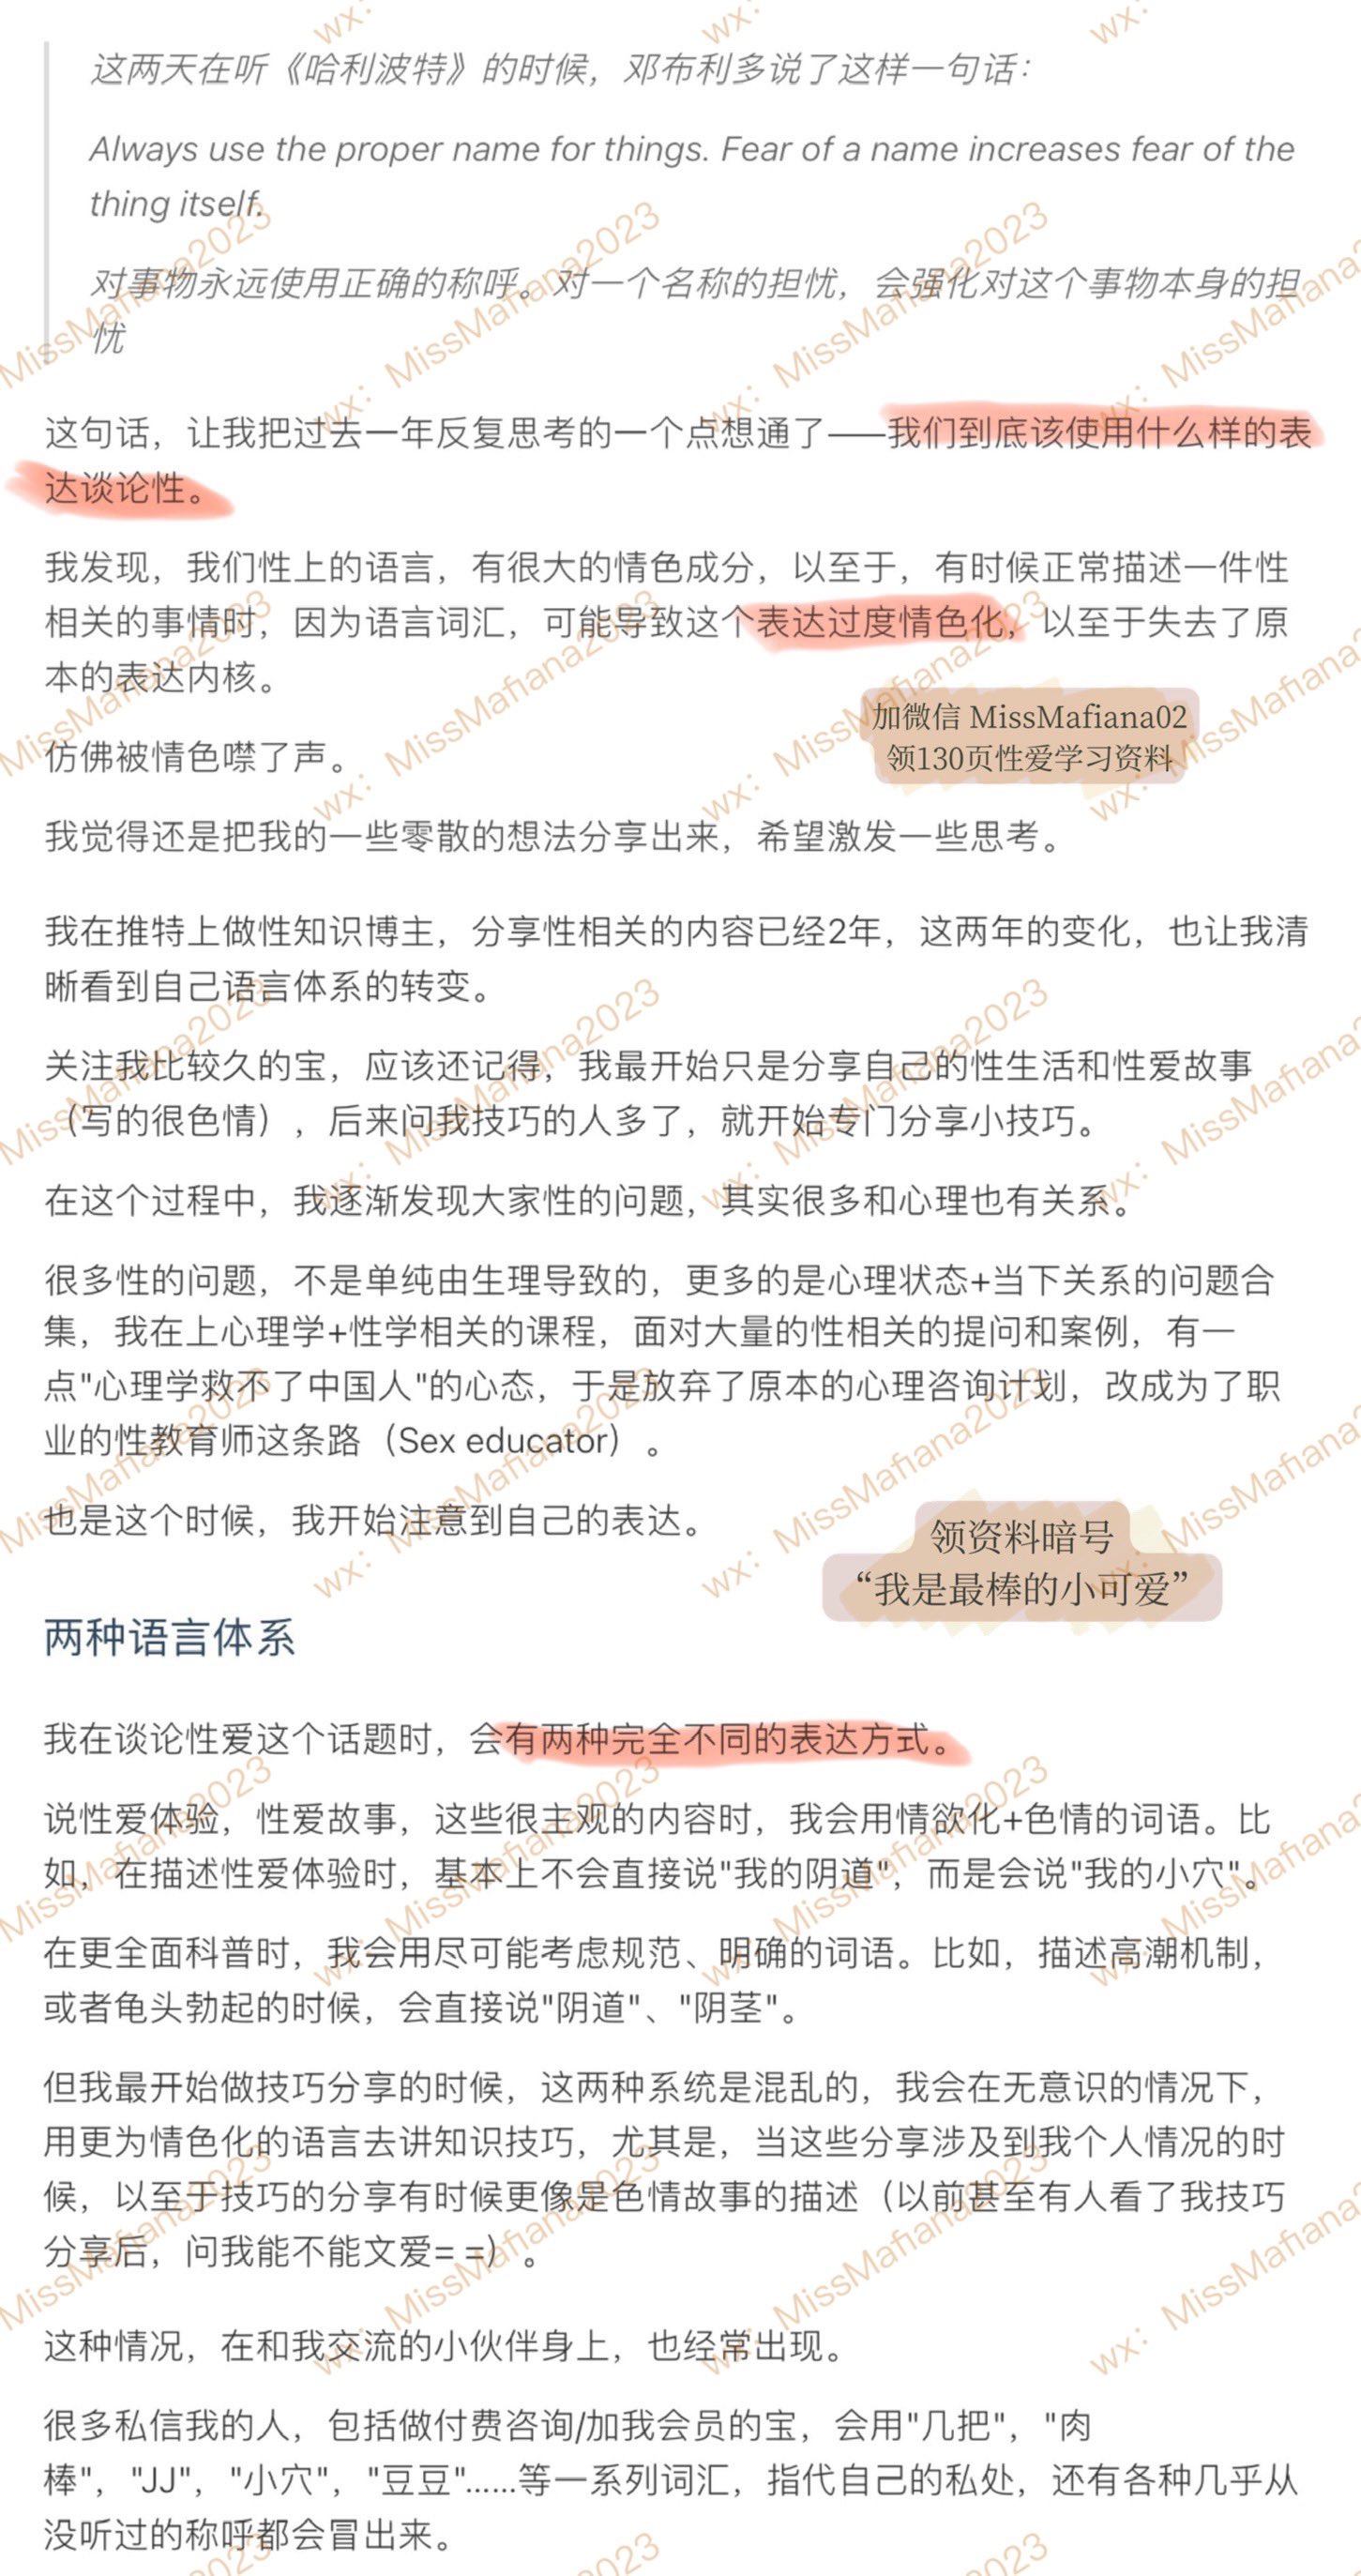 这两天在听《哈利波特》的时候，邓布利多说了这样一句话：
Always use the proper name for things. Fear of a name increases fear of the
thing itself.
对事物永远使用正确的称呼。对一个名称的担忧，会强化对这个事物本身的担
忧
这句话，让我把过去一年反复思考的一个点想通了——我们到底该使用什么样的表
达谈论性。
我发现，我们性上的语言，有很大的情色成分，以至于，有时候正常描述一件性
相关的事情时，因为语言词汇，可能导致这个表达过度情色化，以至于失去了原
本的表达内核。
加微信 MissMafiana02
领130页性爱学习资料
仿佛被情色噤了声。
我觉得还是把我的一些零散的想法分享出来，希望激发一些思考。
我在推特上做性知识博主，分享性相关的内容已经2年，这两年的变化，也让我清
晰看到自己语言体系的转变。
关注我比较久的宝，应该还记得，我最开始只是分享自己的性生活和性爱故事
（写的很色情），后来问我技巧的人多了，就开始专门分享小技巧。
在这个过程中，我逐渐发现大家性的问题，其实很多和心理也有关系。
很多性的问题，不是单纯由生理导致的，更多的是心理状态+当下关系的问题合
集，我在上心理学+性学相关的课程，面对大量的性相关的提问和案例，有一
点"心理学救不了中国人"的心态，于是放弃了原本的心理咨询计划，改成为了职
业的性教育师这条路（Sex educator）。
也是这个时候，我开始注意到自己的表达。
领资料暗号
“我是最棒的小可爱”
两种语言体系
我在谈论性爱这个话题时，会有两种完全不同的表达方式。
说性爱体验，性爱故事，这些很主观的内容时，我会用情欲化+色情的词语。比
如，在描述性爱体验时，基本上不会直接说"我的阴道"，而是会说"我的小穴"。
在更全面科普时，我会用尽可能考虑规范、明确的词语。比如，描述高潮机制，
或者龟头勃起的时候，会直接说"阴道"、"阴茎"。
但我最开始做技巧分享的时候，这两种系统是混乱的，我会在无意识的情况下，
用更为情色化的语言去讲知识技巧，尤其是，当这些分享涉及到我个人情况的时
候，以至于技巧的分享有时候更像是色情故事的描述（以前甚至有人看了我技巧
分享后，问我能不能文爱= =）。
这种情况，在和我交流的小伙伴身上，也经常出现。
很多私信我的人，包括做付费咨询/加我会员的宝，会用"几把"，"肉
棒"，"JJ"，"小穴"，"豆豆"......等一系列词汇，指代自己的私处，还有各种几乎从
没听过的称呼都会冒出来。
wx：MissMafiana2023